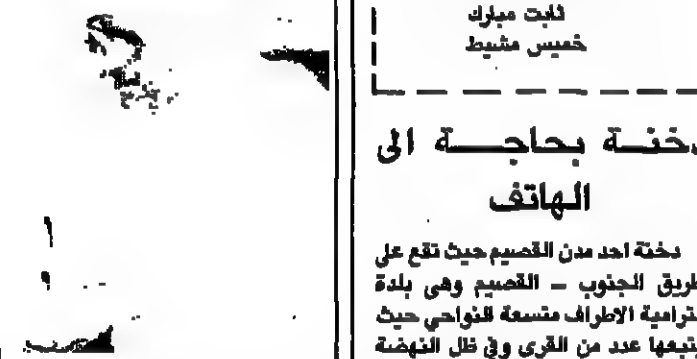 ثابت مبارك
خميس مشيط
دخنة بحاجة الى
الهاتف
دخنة احد مدن القصيم حيث تقع على
طريق الجنوب – القصيم وهي بلدة
مترامية الاطراف متسعة النواحي حيث
يتبعها عدد من القرى وفي ظل النهضة